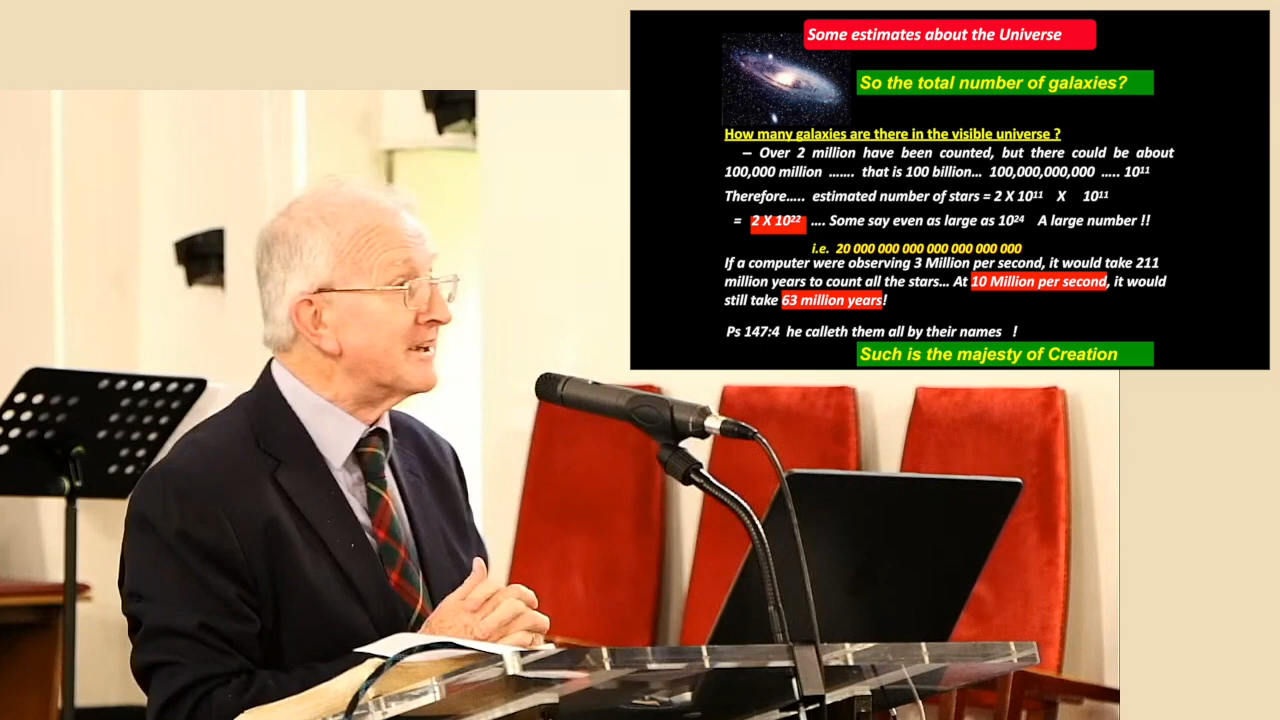 Some estimates about the Universe
So the total number of galaxies?
How many galaxies are there in the visible universe ?
– Over 2 million have been counted, but there could be about
100,000 million ....... that is 100 billion... 100,000,000,000 ..... 10¹¹
Therefore..... estimated number of stars = 2 X 10¹¹ X 10¹¹
= 2 X 10²² .... Some say even as large as 10²⁴ A large number !!
i.e. 20 000 000 000 000 000 000 000
If a computer were observing 3 Million per second, it would take 211
million years to count all the stars... At 10 Million per second, it would
still take 63 million years!
Ps 147:4 he calleth them all by their names !
Such is the majesty of Creation